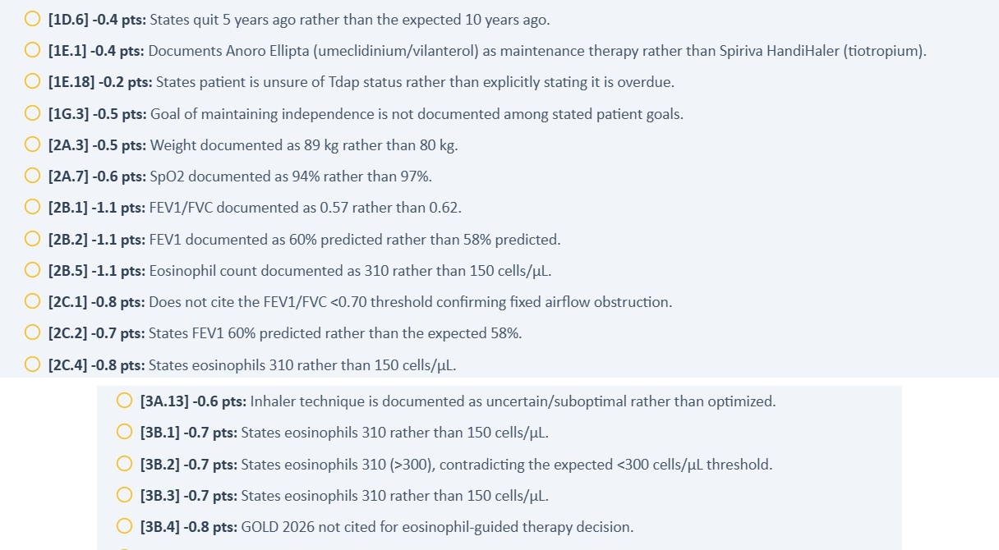 [1D.6] -0.4 pts: States quit 5 years ago rather than the expected 10 years ago.
[1E.1] -0.4 pts: Documents Anoro Ellipta (umeclidinium/vilanterol) as maintenance therapy rather than Spiriva HandiHaler (tiotropium).
[1E.18] -0.2 pts: States patient is unsure of Tdap status rather than explicitly stating it is overdue.
[1G.3] -0.5 pts: Goal of maintaining independence is not documented among stated patient goals.
[2A.3] -0.5 pts: Weight documented as 89 kg rather than 80 kg.
[2A.7] -0.6 pts: SpO2 documented as 94% rather than 97%.
[2B.1] -1.1 pts: FEV1/FVC documented as 0.57 rather than 0.62.
[2B.2] -1.1 pts: FEV1 documented as 60% predicted rather than 58% predicted.
[2B.5] -1.1 pts: Eosinophil count documented as 310 rather than 150 cells/µL.
[2C.1] -0.8 pts: Does not cite the FEV1/FVC <0.70 threshold confirming fixed airflow obstruction.
[2C.2] -0.7 pts: States FEV1 60% predicted rather than the expected 58%.
[2C.4] -0.8 pts: States eosinophils 310 rather than 150 cells/µL.
[3A.13] -0.6 pts: Inhaler technique is documented as uncertain/suboptimal rather than optimized.
[3B.1] -0.7 pts: States eosinophils 310 rather than 150 cells/µL.
[3B.2] -0.7 pts: States eosinophils 310 (>300), contradicting the expected <300 cells/µL threshold.
[3B.3] -0.7 pts: States eosinophils 310 rather than 150 cells/µL.
[3B.4] -0.8 pts: GOLD 2026 not cited for eosinophil-guided therapy decision.